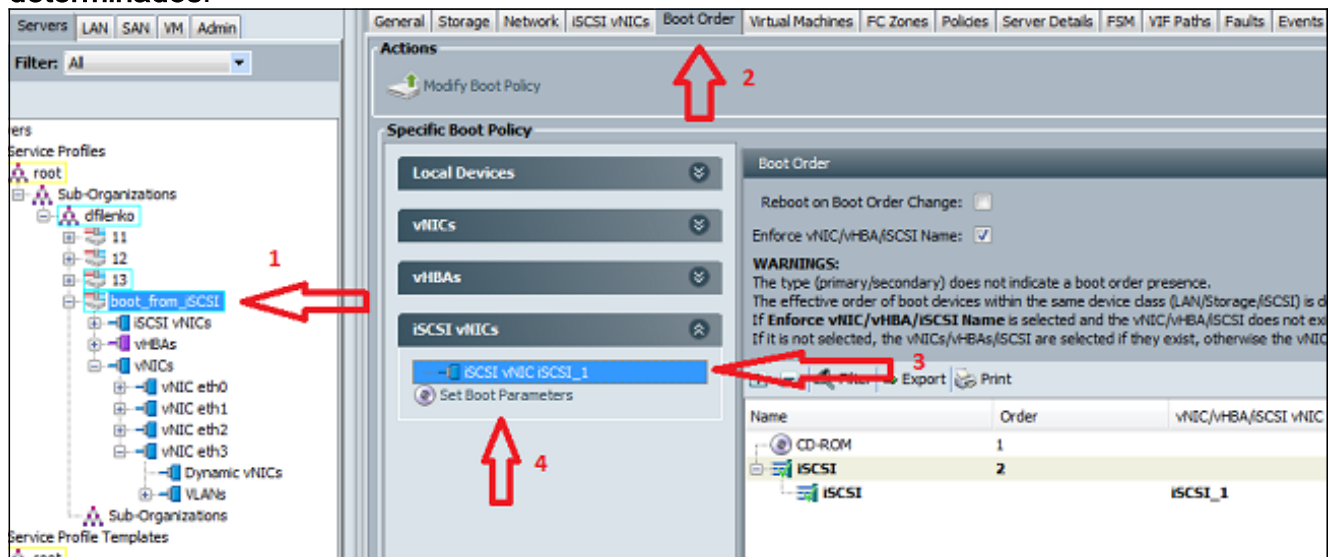 determinados.
Servers LAN SAN VM Admin
Filter: All
ers
Service Profiles
root
Sub-Organizations
dfilenko
11
12
13
1
boot_from_iSCSI
iSCSI vNICs
vHBAs
vNICs
vNIC eth0
vNIC eth1
vNIC eth2
vNIC eth3
Dynamic vNICs
VLANs
Sub-Organizations
Service Profile Templates
General Storage Network iSCSI vNICs Boot Order Virtual Machines FC Zones Policies Server Details FSM VIF Paths Faults Events
Actions
Modify Boot Policy
2
Specific Boot Policy
Local Devices
vNICs
vHBAs
iSCSI vNICs
iSCSI vNIC iSCSI_1
Set Boot Parameters
4
Boot Order
Reboot on Boot Order Change:
Enforce vNIC/vHBA/iSCSI Name:
WARNINGS:
The type (primary/secondary) does not indicate a boot order presence.
The effective order of boot devices within the same device class (LAN/Storage/iSCSI) is d
If Enforce vNIC/vHBA/iSCSI Name is selected and the vNIC/vHBA/iSCSI does not exi
If it is not selected, the vNICs/vHBAs/iSCSI are selected if they exist, otherwise the vNIC
3
Export Print
Name Order vNIC/vHBA/iSCSI vNIC
CD-ROM 1
iSCSI 2
iSCSI iSCSI_1